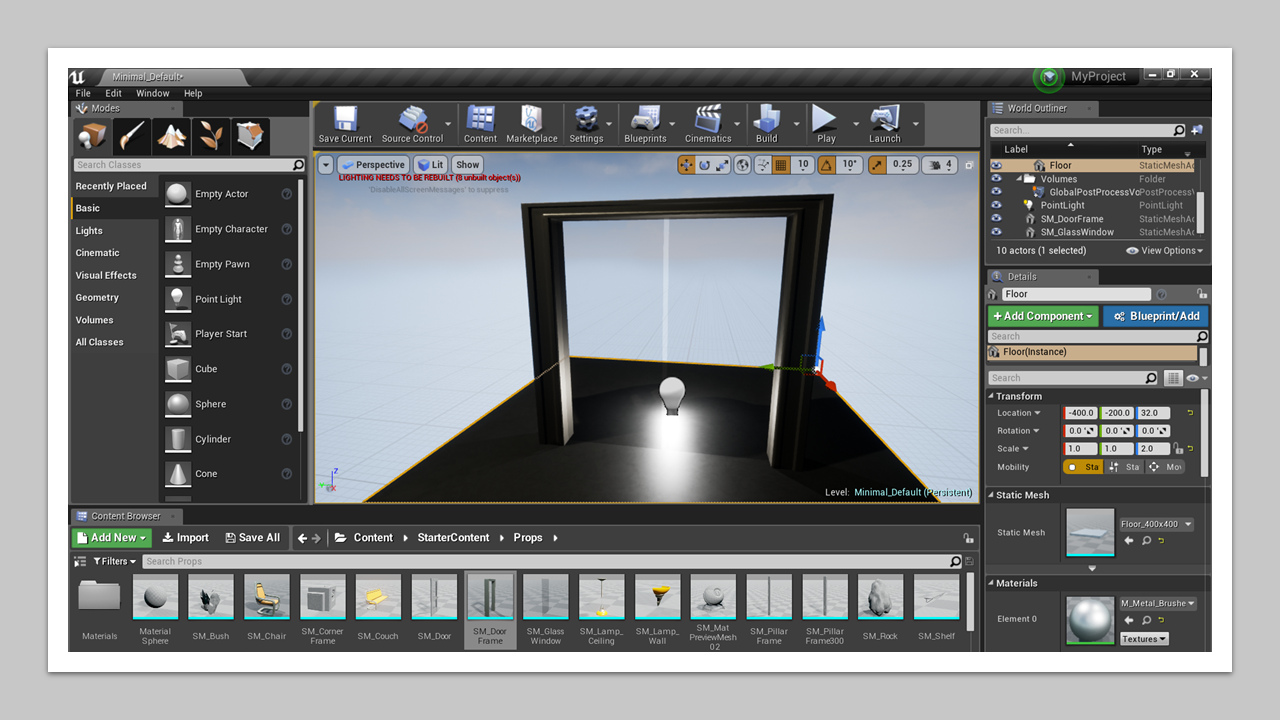 Minimal_Default•
MyProject
File Edit Window Help
Modes
Search Classes
Recently Placed
Basic
Lights
Cinematic
Visual Effects
Geometry
Volumes
All Classes
Empty Actor
Empty Character
Empty Pawn
Point Light
Player Start
Cube
Sphere
Cylinder
Cone
Save Current Source Control Content Marketplace Settings Blueprints Cinematics Build Play Launch
Perspective Lit Show 10 10° 0.25 4
LIGHTING NEEDS TO BE REBUILT (8 unbuilt object(s))
'DisableAllScreenMessages' to suppress
Level: Minimal_Default (Persistent)
World Outliner
Search...
Label Type
Floor StaticMeshAc
Volumes Folder
GlobalPostProcessVo PostProcessV
PointLight PointLight
SM_DoorFrame StaticMeshAc
SM_GlassWindow StaticMeshAc
10 actors (1 selected) View Options
Details
Floor
Add Component Blueprint/Add
Search
Floor(Instance)
Search
Transform
Location -400.0 -200.0 32.0
Rotation 0.0 ° 0.0 ° 0.0 °
Scale 1.0 1.0 2.0
Mobility Sta Sta Mo
Static Mesh
Static Mesh Floor_400x400
Materials
Element 0 M_Metal_Brushe
Textures
Content Browser
Add New Import Save All Content StarterContent Props
Filters Search Props
Materials
Material
Sphere
SM_Bush
SM_Chair
SM_Corner
Frame
SM_Couch
SM_Door
SM_Door
Frame
SM_Glass
Window
SM_Lamp_
Ceiling
SM_Lamp_
Wall
SM_Mat
PreviewMesh
02
SM_Pillar
Frame
SM_Pillar
Frame300
SM_Rock
SM_Shelf